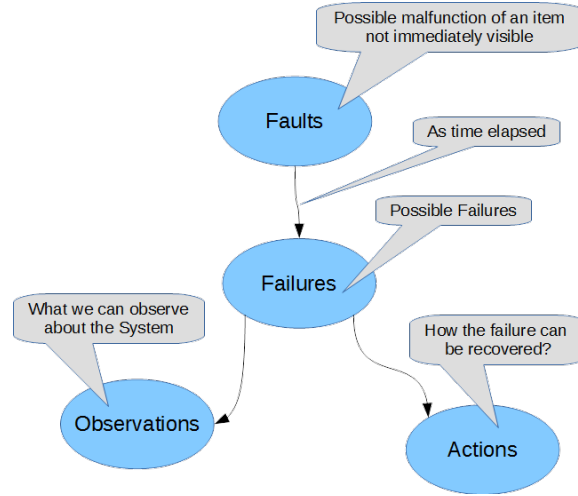 Possible malfunction of an item
not immediately visible
Faults
As time elapsed
Possible Failures
Failures
What we can observe
about the System
How the failure can
be recovered?
Observations
Actions